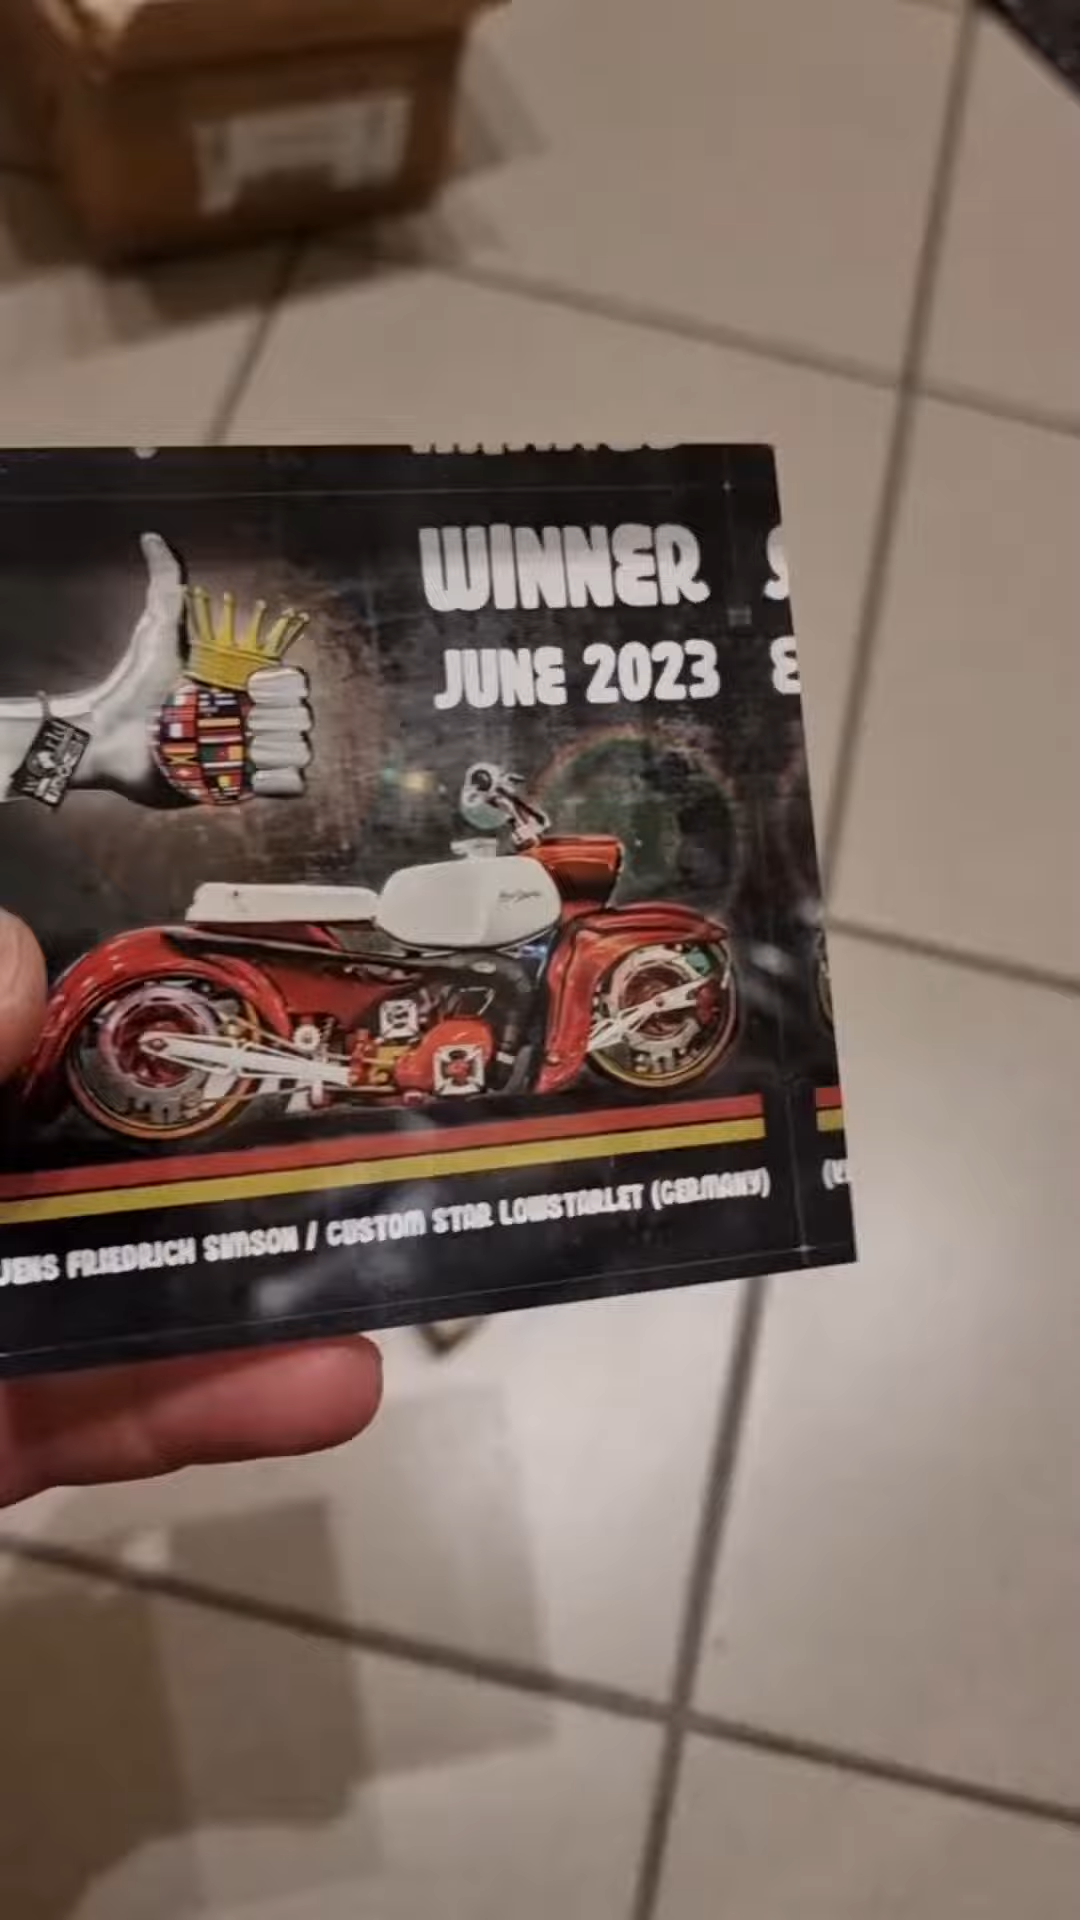 WINNER
JUNE 2023
JENS FRIEDRICH SIMSON / CUSTOM STAR LOWSTARLET (GERMANY)